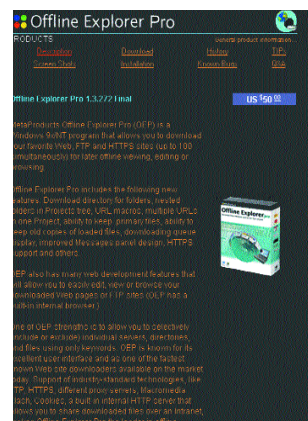 Offline Explorer Pro
PRODUCTS
General product information...
Description Download History TIPs
Screen Shots Installation Known Bugs Q&A
Offline Explorer Pro 1.3.272 Final
US $50.00
MetaProducts Offline Explorer Pro (OEP) is a
Windows 9x/NT program that allows you to download
your favorite Web, FTP and HTTPS sites (up to 100
simultaneously) for later offline viewing, editing or
browsing.
Offline Explorer Pro includes the following new
features: Download directory for folders, nested
folders in Projects tree, URL macros, multiple URLs
in one Project, ability to keep primary files, ability to
keep old copies of loaded files, downloading queue
display, improved Messages panel design, HTTPS
support and others.
Offline Explorer Pro
OEP also has many web development features that
will allow you to easily edit, view or browse your
downloaded Web pages or FTP sites (OEP has a
built-in internal browser.)
One of OEP strengths is to allow you to selectively
include or exclude individual servers, directories,
and files using only keywords. OEP is known for its
excellent user interface and as one of the fastest
known Web site downloaders available on the market
today. Support of industry-standard technologies, like
FTP, HTTPS, different proxy servers, Macromedia
Flash, Cookies, a built in internal HTTP server that
allows you to share downloaded files over an Intranet,